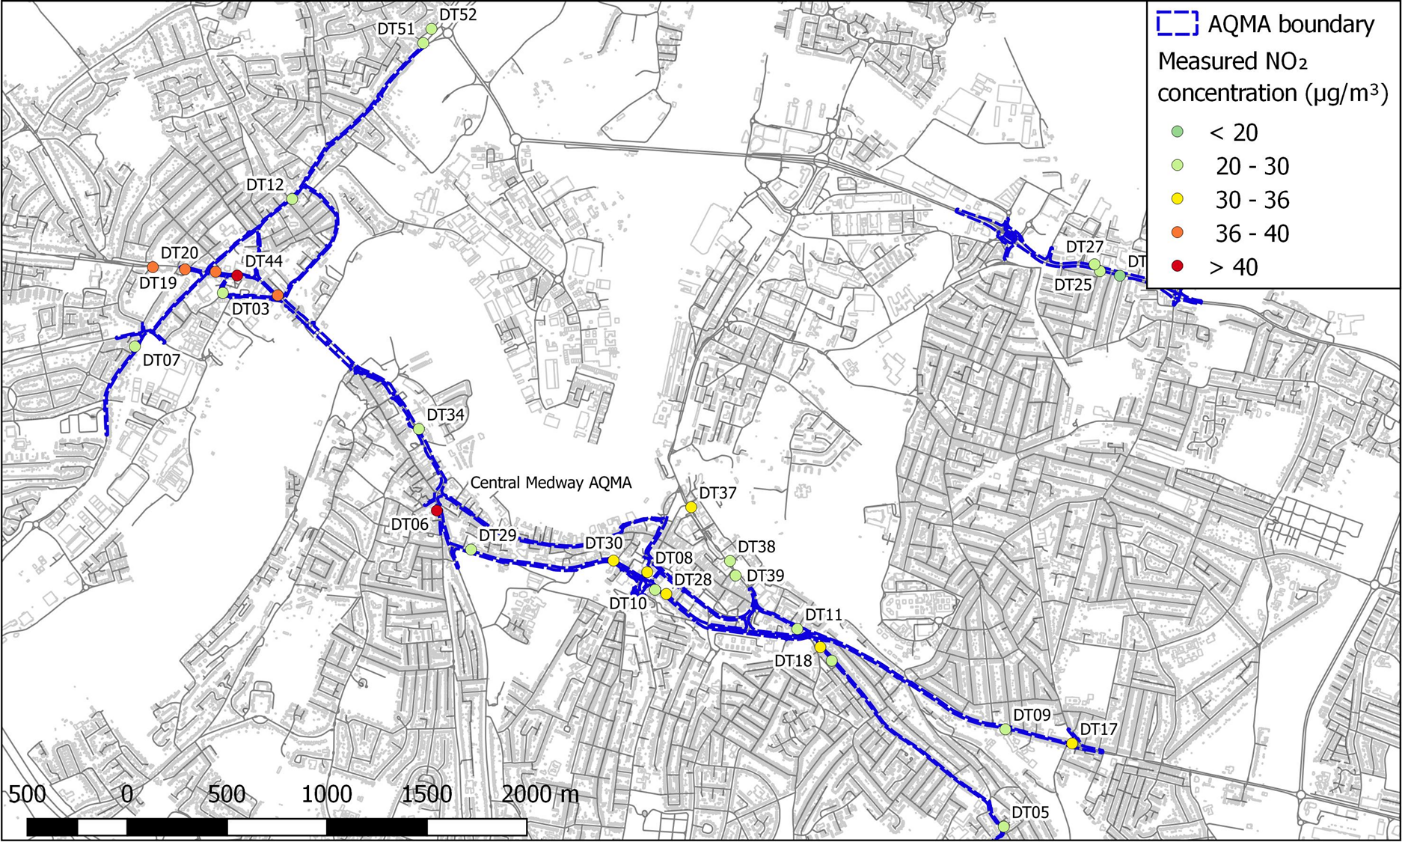 DT52
DT51
AQMA boundary
Measured NO₂
concentration (µg/m³)
< 20
20 - 30
30 - 36
36 - 40
> 40
DT12
DT20
DT44
DT19
DT03
DT07
DT27
DT
DT25
DT34
Central Medway AQMA
DT37
DT06
DT29
DT30
DT38
DT08
DT39
DT28
DT10
DT11
DT18
DT09
DT17
DT05
500 0 500 1000 1500 2000 m